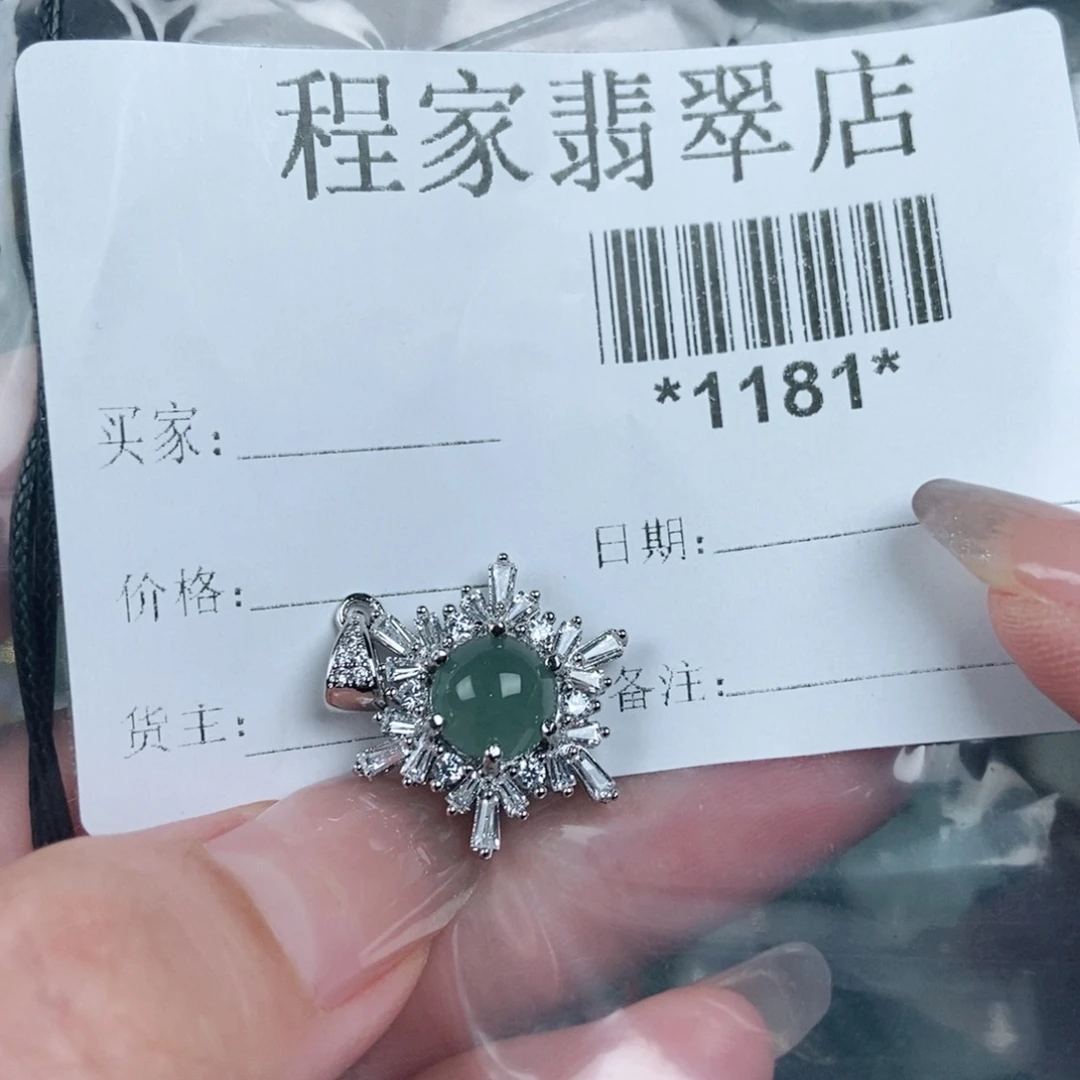 程家翡翠店
*1181*
买家：
日期：
价格：
备注：
货主：